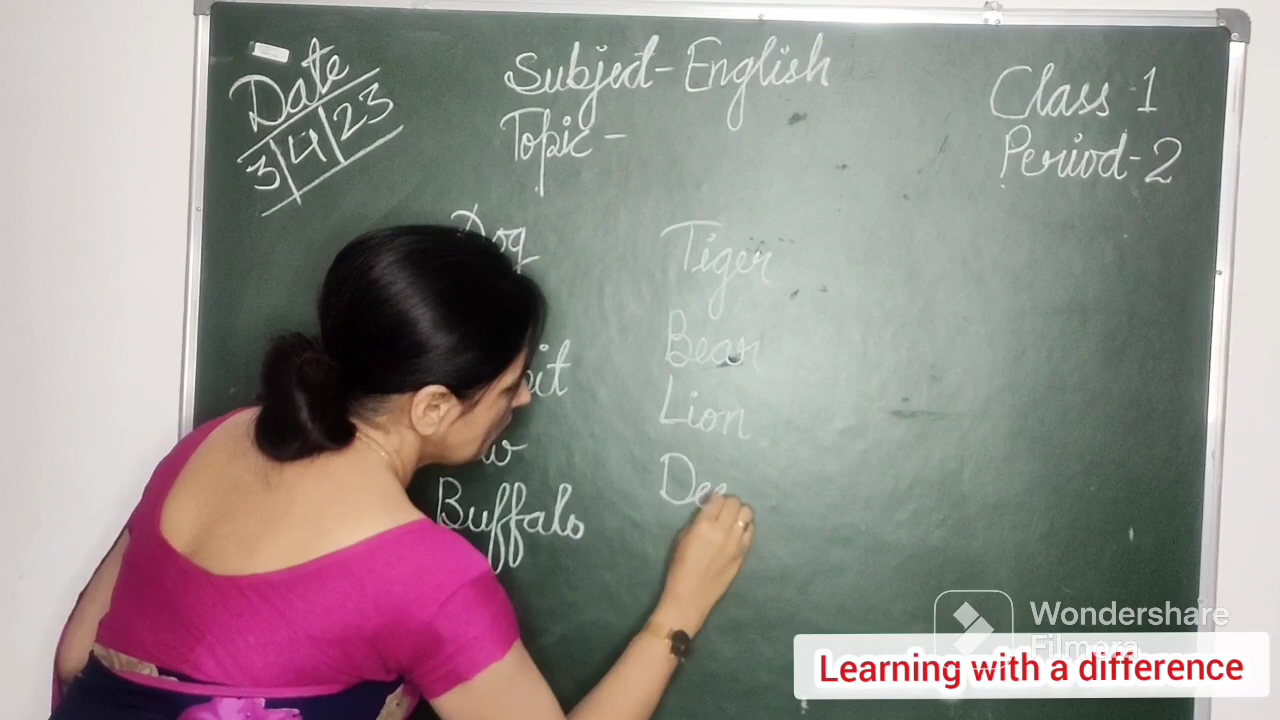 Date
3|4|23
Subject-English
Topic -
Class 1
Period-2
Dog
Buffalo
Tiger
Bear
Lion
Wondershare
Filmora
Learning with a difference